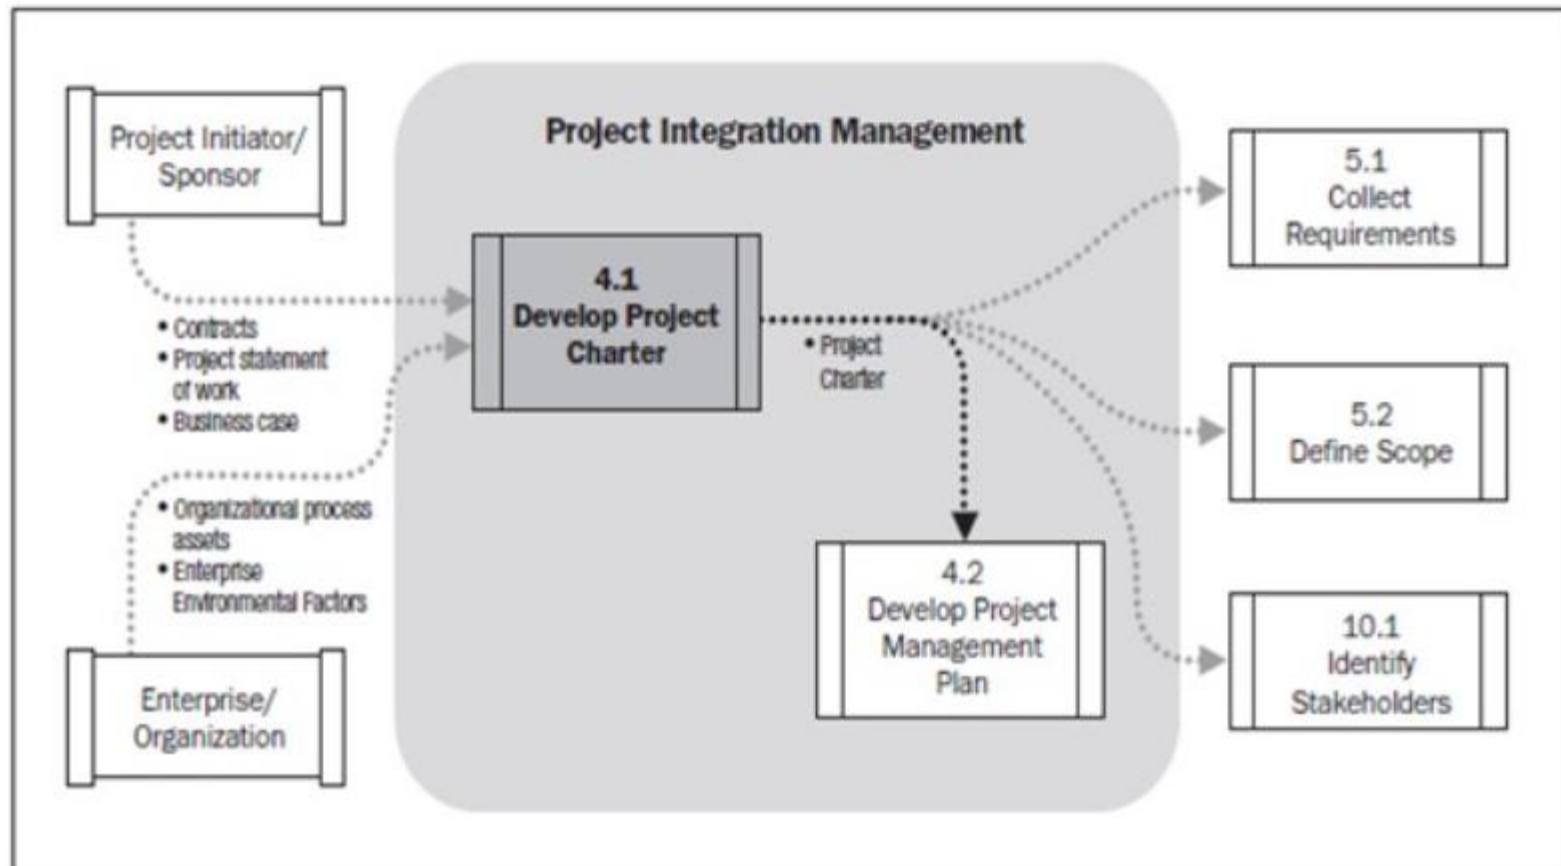 Project Integration Management
Project Initiator/
Sponsor
• Contracts
• Project statement
of work
• Business case
• Organizational process
assets
• Enterprise
Environmental Factors
Enterprise/
Organization
4.1
Develop Project
Charter
• Project
Charter
4.2
Develop Project
Management
Plan
5.1
Collect
Requirements
5.2
Define Scope
10.1
Identify
Stakeholders